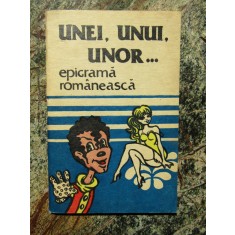 UNEI, UNUI,
UNOR...
epigramă
românească